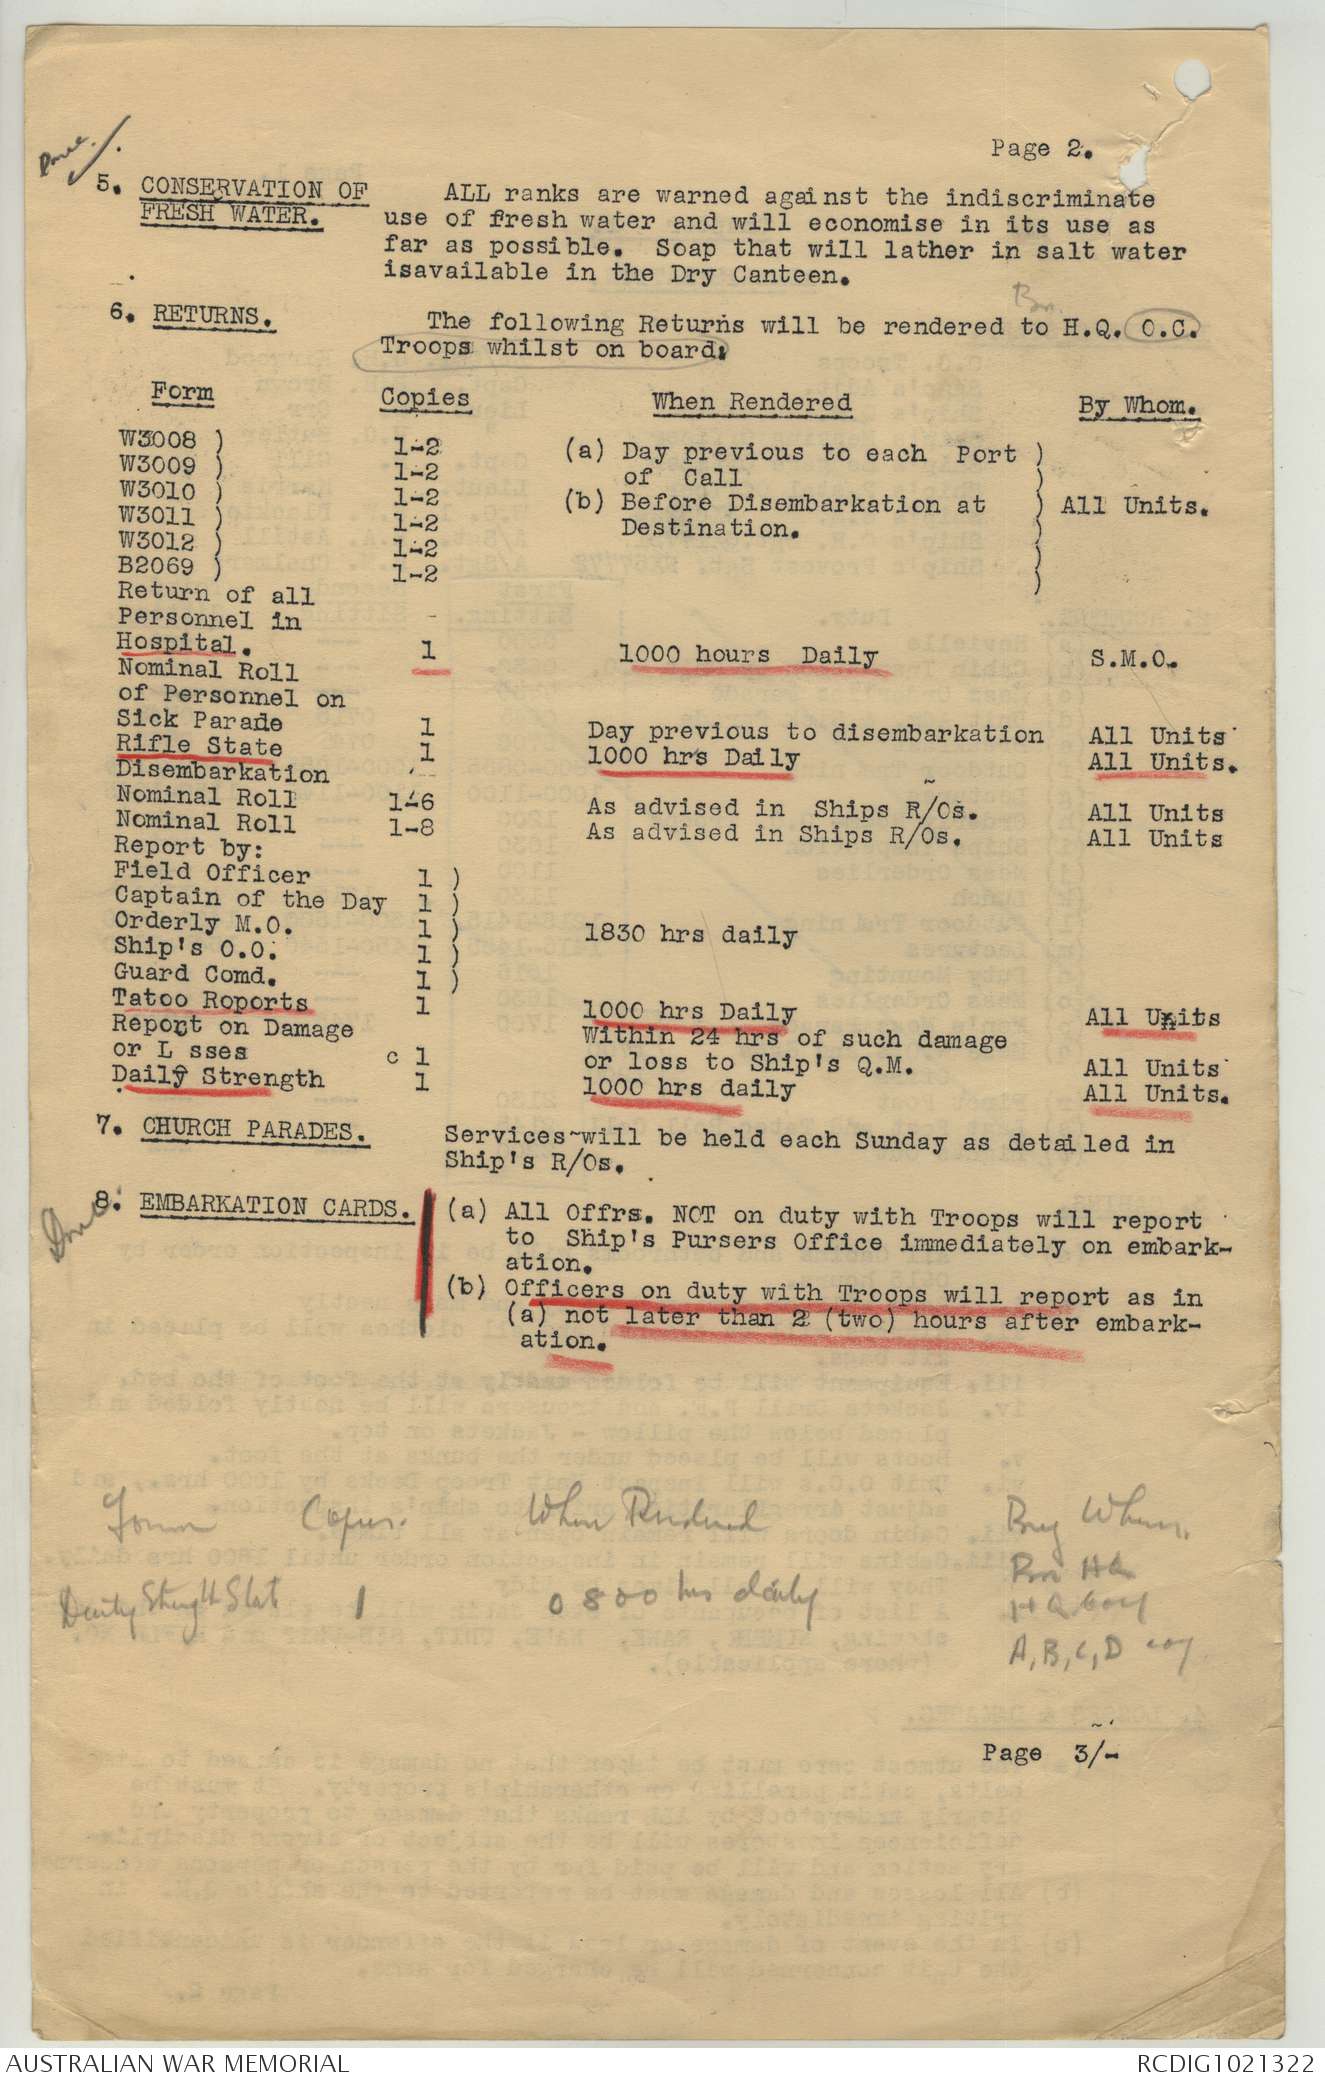 Page 2.
Done.
5. CONSERVATION OF FRESH WATER.
ALL ranks are warned against the indiscriminate
use of fresh water and will economise in its use as
far as possible. Soap that will lather in salt water
isavailable in the Dry Canteen.
6. RETURNS.
Bn.
The following Returns will be rendered to H.Q. O.C.
Troops whilst on board.
Form Copies When Rendered By Whom.
W3008 ) 1-2 (a) Day previous to each Port )
W3009 ) 1-2 of Call )
W3010 ) 1-2 (b) Before Disembarkation at ) All Units.
W3011 ) 1-2 Destination. )
W3012 ) 1-2 )
B2069 ) 1-2 )
Return of all
Personnel in
Hospital. 1 1000 hours Daily S.M.O.
Nominal Roll
of Personnel on
Sick Parade 1 Day previous to disembarkation All Units
Rifle State 1 1000 hrs Daily All Units.
Disembarkation
Nominal Roll 1-6 As advised in Ships R/Os. All Units
Nominal Roll 1-8 As advised in Ships R/Os. All Units
Report by:
Field Officer 1 )
Captain of the Day 1 )
Orderly M.O. 1 ) 1830 hrs daily
Ship's O.O. 1 )
Guard Comd. 1 )
Tatoo Roports 1 1000 hrs Daily All Units
Report on Damage Within 24 hrs of such damage
or L sses c 1 or loss to Ship's Q.M. All Units
Daily Strength 1 1000 hrs daily All Units.
7. CHURCH PARADES. Services will be held each Sunday as detailed in
Ship's R/Os.
Done
8. EMBARKATION CARDS. (a) All Offrs. NOT on duty with Troops will report
to Ship's Pursers Office immediately on embark-
ation.
(b) Officers on duty with Troops will report as in
(a) not later than 2 (two) hours after embark-
ation.
Form Copies. When Rendered By Whom.
Bn HQ
Daily Strength State 1 0800 hrs daily HQ Coy
A, B, C, D coy
Page 3/-
AUSTRALIAN WAR MEMORIAL RCDIG1021322